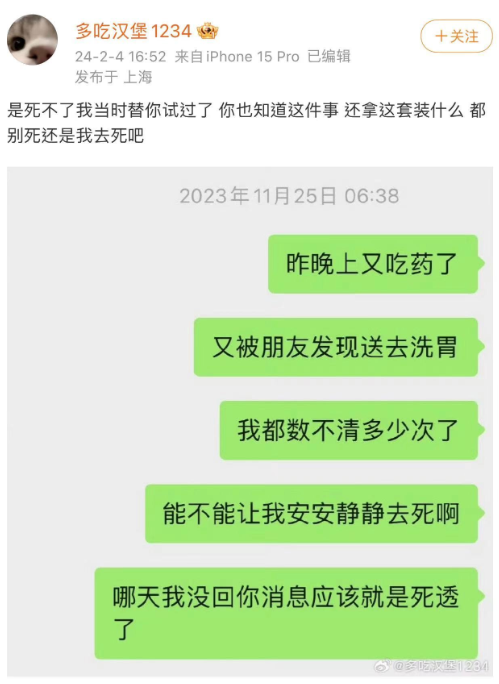 多吃汉堡1234
+关注
24-2-4 16:52 来自iPhone 15 Pro 已编辑
发布于 上海
是死不了我当时替你试过了 你也知道这件事 还拿这套装什么 都
别死还是我去死吧
2023年11月25日 06:38
昨晚上又吃药了
又被朋友发现送去洗胃
我都数不清多少次了
能不能让我安安静静去死啊
哪天我没回你消息应该就是死透
了
@多吃汉堡1234